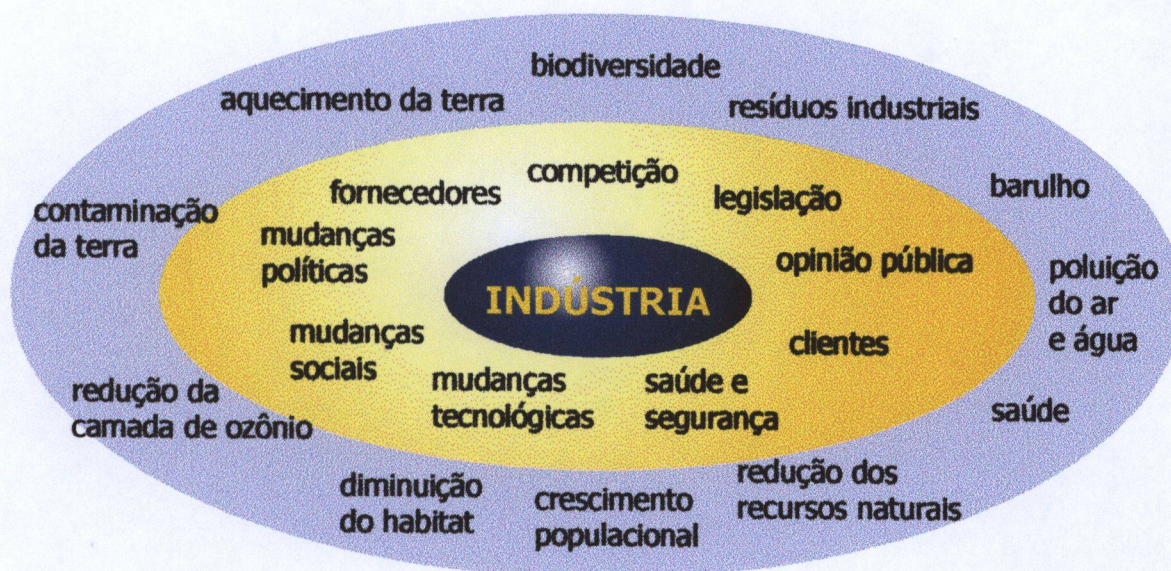 biodiversidade
aquecimento da terra
resíduos industriais
competição
fornecedores
legislação
barulho
contaminação
da terra
mudanças
políticas
opinião pública
poluição
do ar
e água
INDÚSTRIA
mudanças
sociais
clientes
mudanças
tecnológicas
saúde e
segurança
redução da
camada de ozônio
saúde
diminuição
do habitat
crescimento
populacional
redução dos
recursos naturais